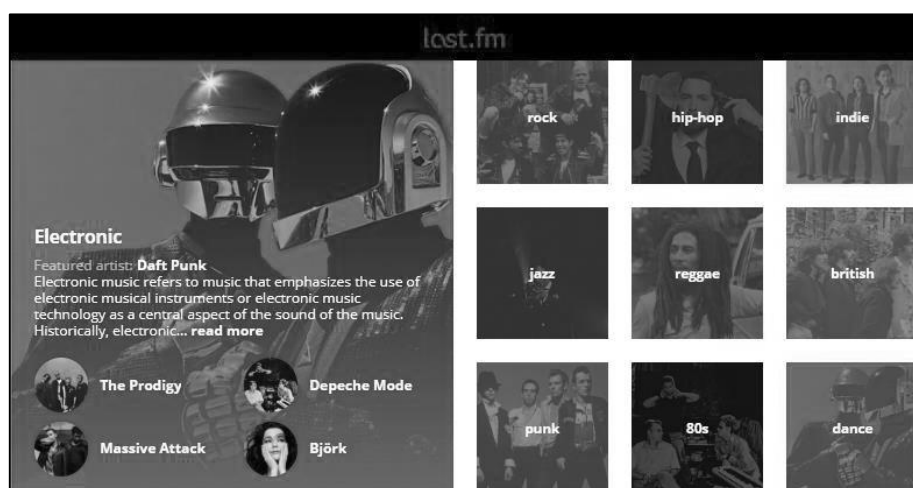 last.fm
Electronic
Featured artist: Daft Punk
Electronic music refers to music that emphasizes the use of
electronic musical instruments or electronic music
technology as a central aspect of the sound of the music.
Historically, electronic... read more
The Prodigy
Depeche Mode
Massive Attack
Björk
rock
hip-hop
indie
jazz
reggae
british
punk
80s
dance